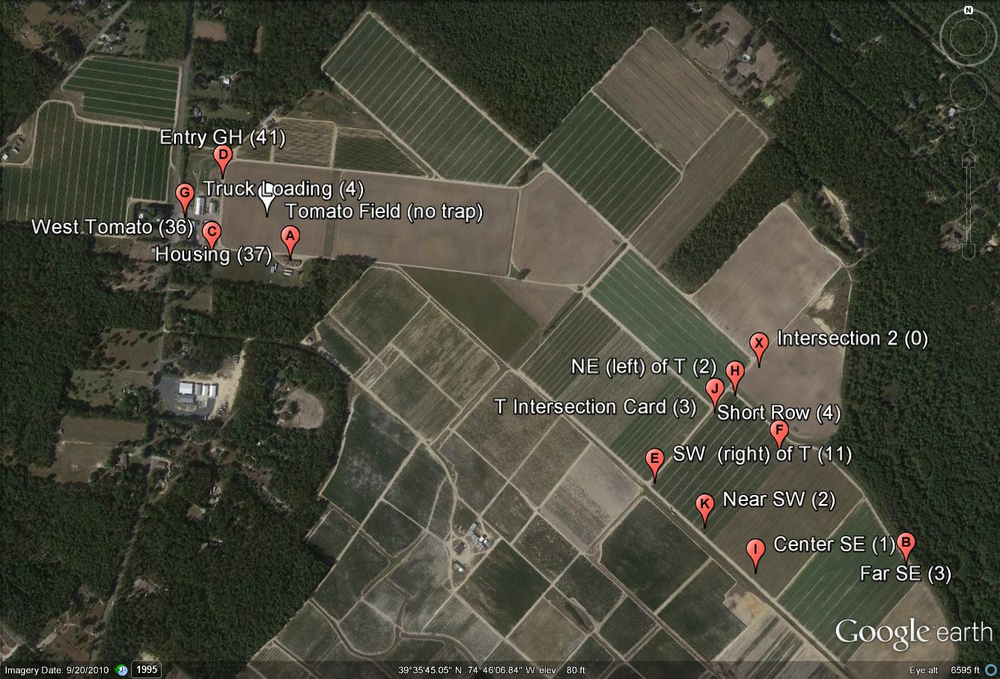 N
Entry GH (41)
D
G
Truck Loading (4)
Tomato Field (no trap)
West Tomato (36)
C
A
Housing (37)
X
Intersection 2 (0)
NE (left) of T (2)
H
J
T Intersection Card (3)
Short Row (4)
F
E
SW (right) of T (11)
K
Near SW (2)
I
Center SE (1)
B
Far SE (3)
Google earth
Imagery Date: 9/20/2010
1995
39°35'45.05" N 74°46'06.84" W elev 80 ft
Eye alt 6595 ft